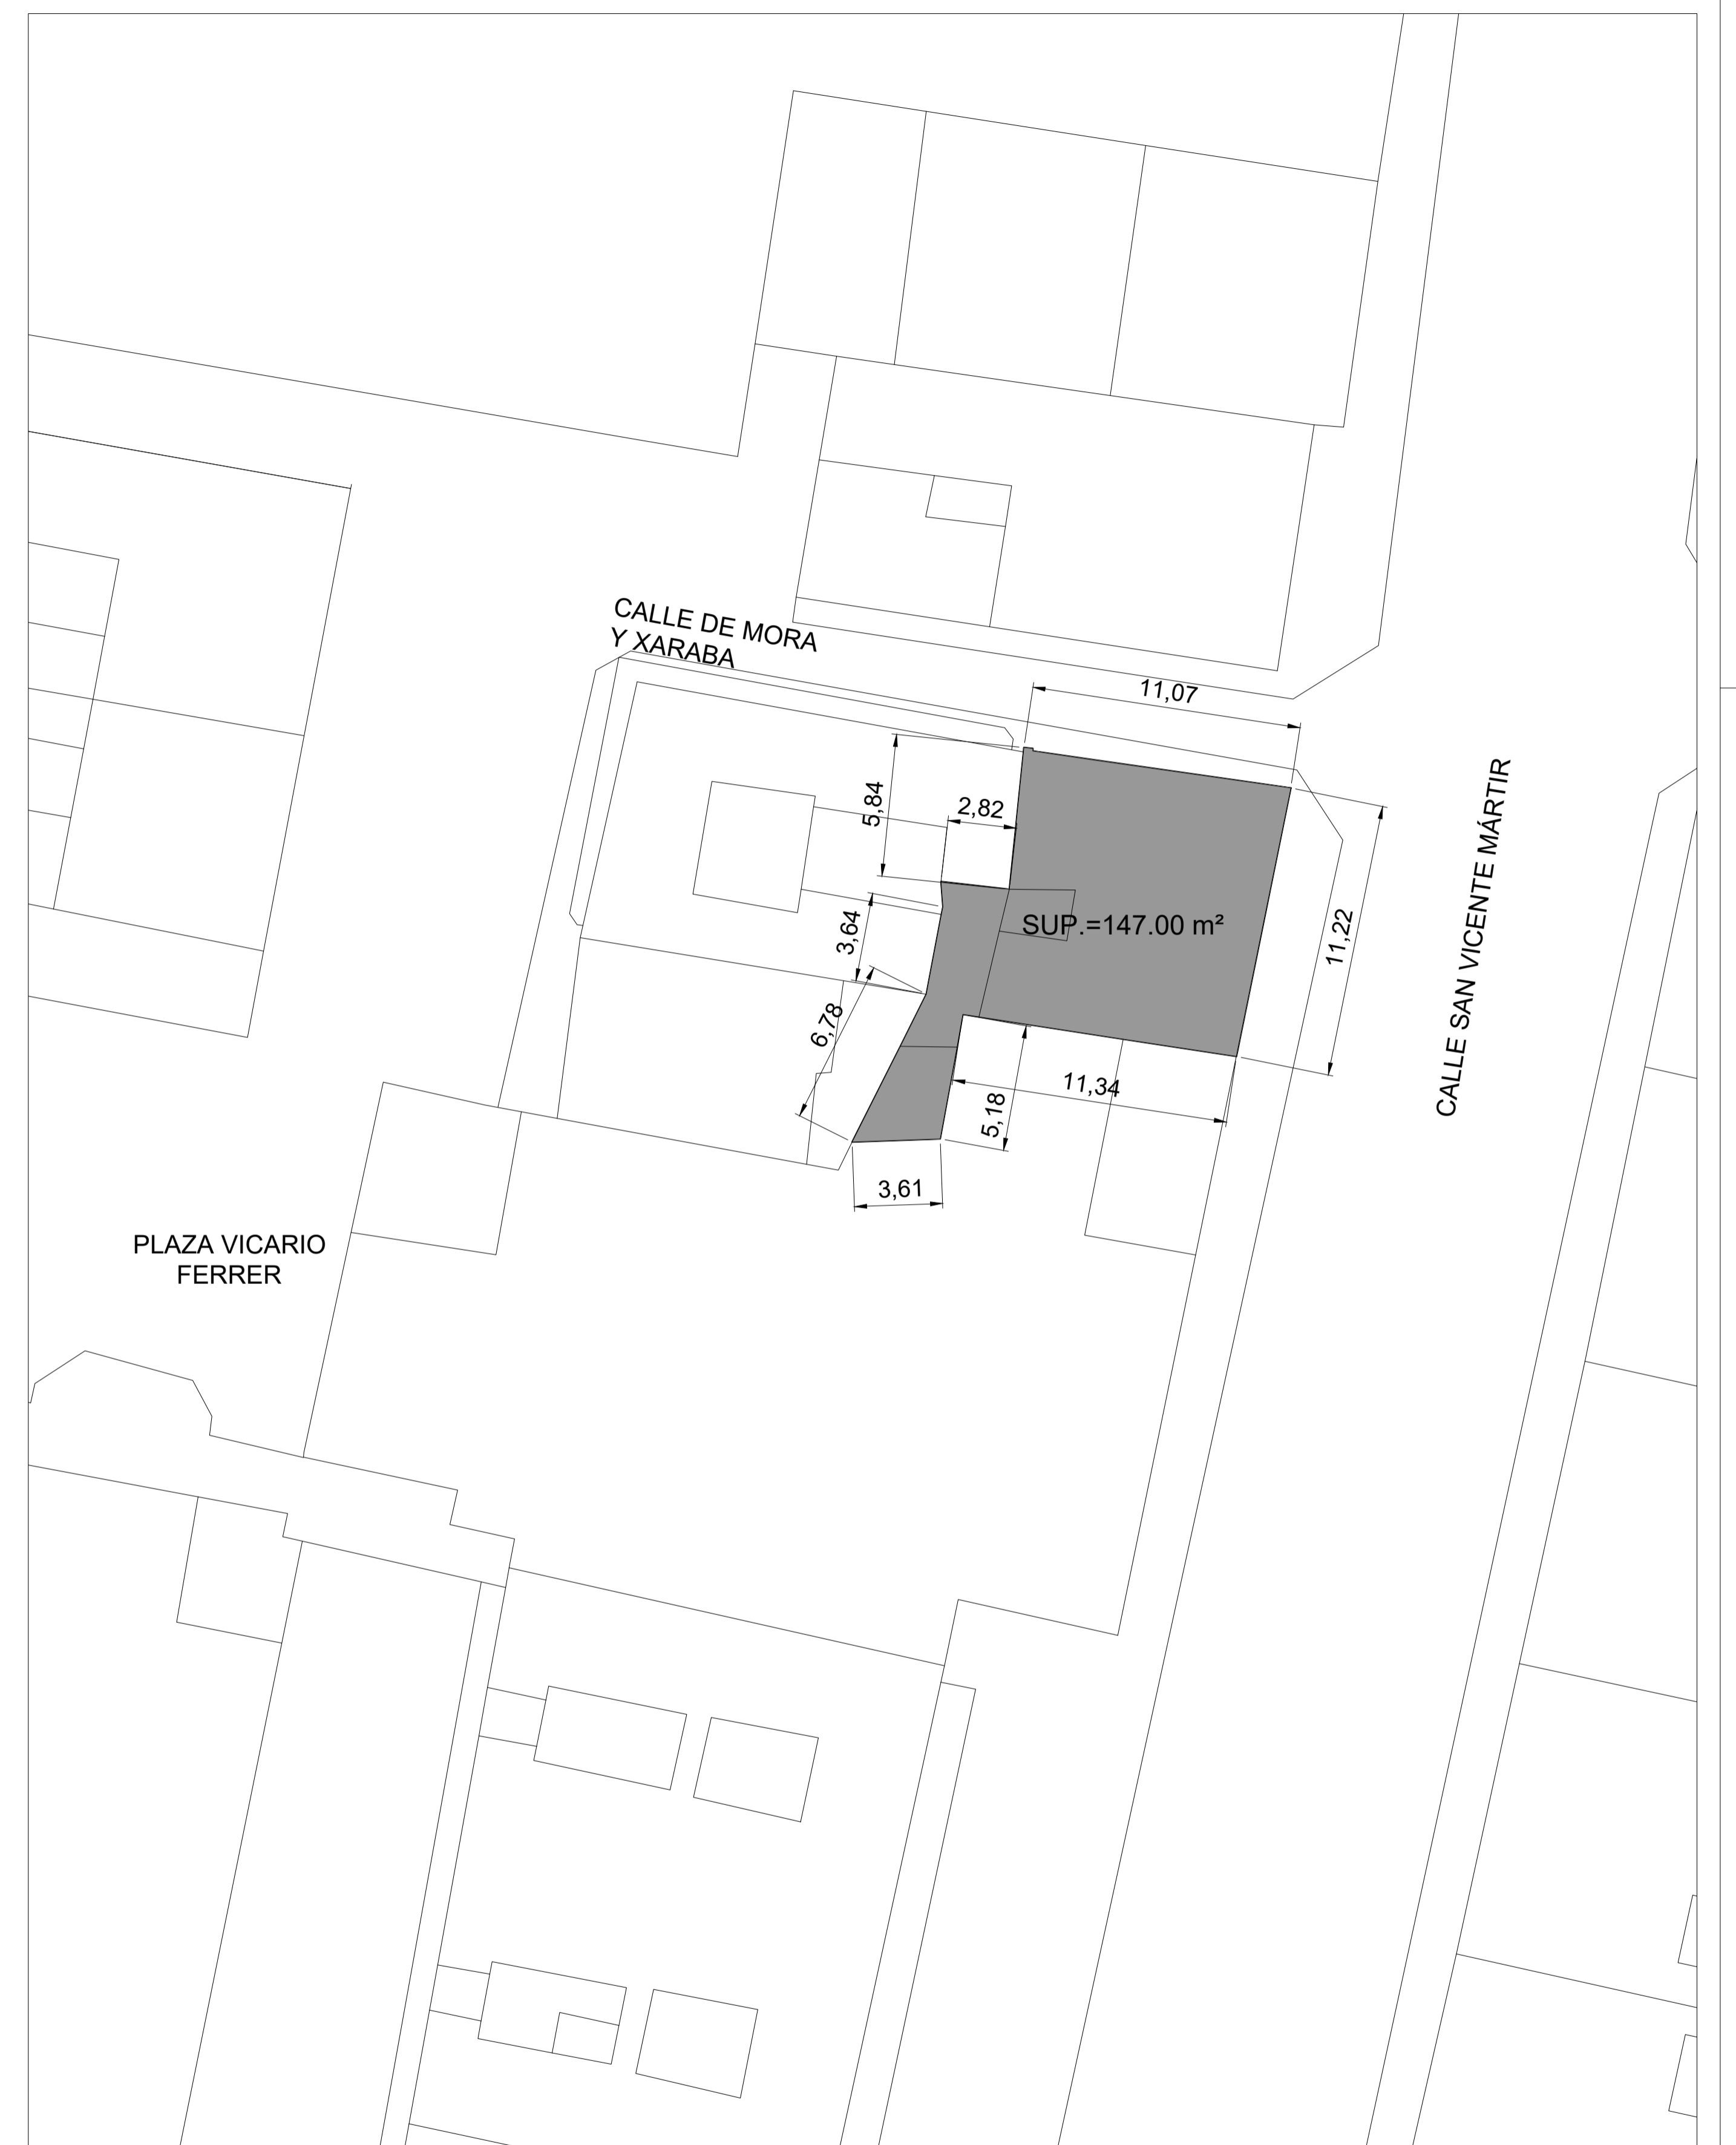 CALLE DE MORA
Y XARABA
11,07
5,84
2,82
CALLE SAN VICENTE MÁRTIR
SUP.=147.00 m²
11,22
3,64
6,78
11,34
5,18
3,61
PLAZA VICARIO
FERRER